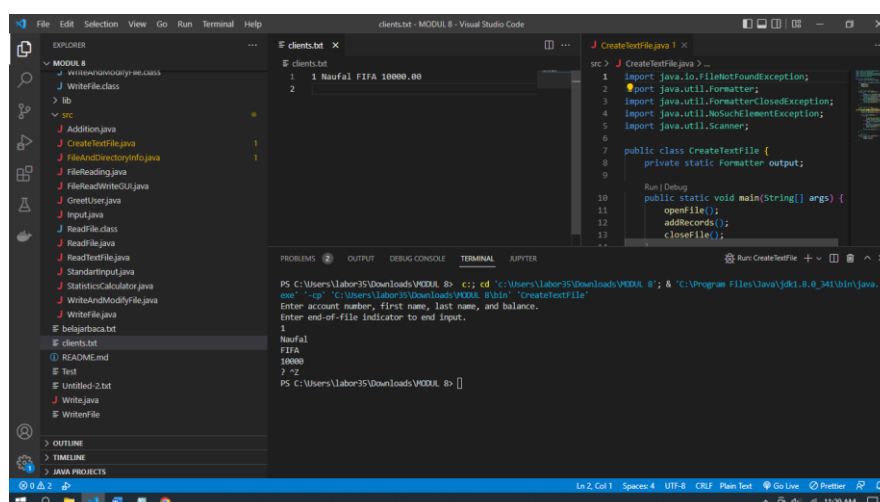 File Edit Selection View Go Run Terminal Help
clients.txt - MODUL 8 - Visual Studio Code
EXPLORER
MODUL 8
WriteAndModifyFile.class
WriteFile.class
lib
src
Addition.java
CreateTextFile.java 1
FileAndDirectoryInfo.java 1
FileReading.java
FileReadWriteGUI.java
GreetUser.java
Input.java
ReadFile.class
ReadFile.java
ReadTextFile.java
StandartInput.java
StatisticsCalculator.java
WriteAndModifyFile.java
WriteFile.java
belajarbaca.txt
clients.txt
README.md
Test
Untitled-2.txt
Write.java
WritenFile
OUTLINE
TIMELINE
JAVA PROJECTS
clients.txt
clients.txt
1 1 Naufal FIFA 10000.00
2
CreateTextFile.java 1
src > CreateTextFile.java > ...
1 import java.io.FileNotFoundException;
2 port java.util.Formatter;
3 import java.util.FormatterClosedException;
4 import java.util.NoSuchElementException;
5 import java.util.Scanner;
6
7 public class CreateTextFile {
8 private static Formatter output;
9
Run | Debug
10 public static void main(String[] args) {
11 openFile();
12 addRecords();
13 closeFile();
PROBLEMS 2 OUTPUT DEBUG CONSOLE TERMINAL JUPYTER
Run: CreateTextFile
PS C:\Users\labor35\Downloads\MODUL 8> c:; cd 'c:\Users\labor35\Downloads\MODUL 8'; & 'C:\Program Files\Java\jdk1.8.0_341\bin\java.
exe' '-cp' 'C:\Users\labor35\Downloads\MODUL 8\bin' 'CreateTextFile'
Enter account number, first name, last name, and balance.
Enter end-of-file indicator to end input.
1
Naufal
FIFA
10000
? ^Z
PS C:\Users\labor35\Downloads\MODUL 8>
0 2
Ln 2, Col 1 Spaces: 4 UTF-8 CRLF Plain Text Go Live Prettier
11:20 AM